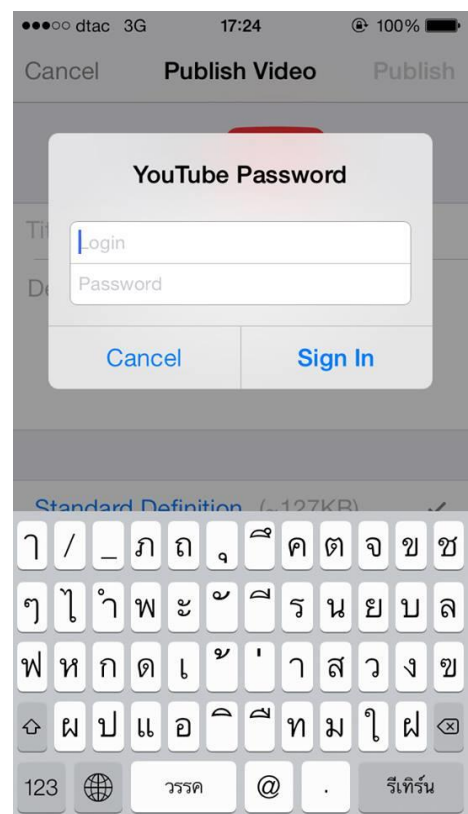 dtac 3G 17:24 100%
Cancel Publish Video Publish
YouTube Password
Login
Password
Cancel Sign In
Standard Definition (~127KB)
ๅ / _ ภ ถ ุ ึ ค ต จ ข ช
ๆ ไ ำ พ ะ ั ี ร น ย บ ล
ฟ ห ก ด เ ้ ่ า ส ว ง
ผ ป แ อ ิ ื ท ม ใ ฝ
123 วรรค @ . รีเทิร์น